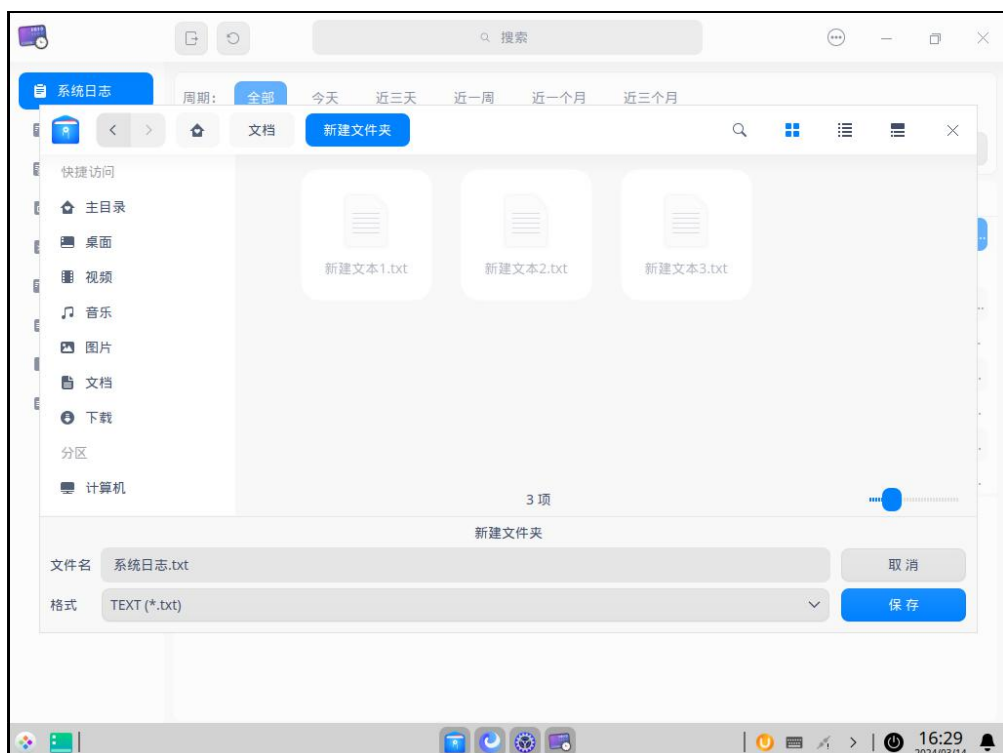 搜索
系统日志
周期： 全部 今天 近三天 近一周 近一个月 近三个月
文档 新建文件夹
快捷访问
主目录
桌面
视频
音乐
图片
文档
下载
分区
计算机
新建文本1.txt 新建文本2.txt 新建文本3.txt
3 项
新建文件夹
文件名 系统日志.txt 取消
格式 TEXT (*.txt) 保存
16:29
2024/03/14